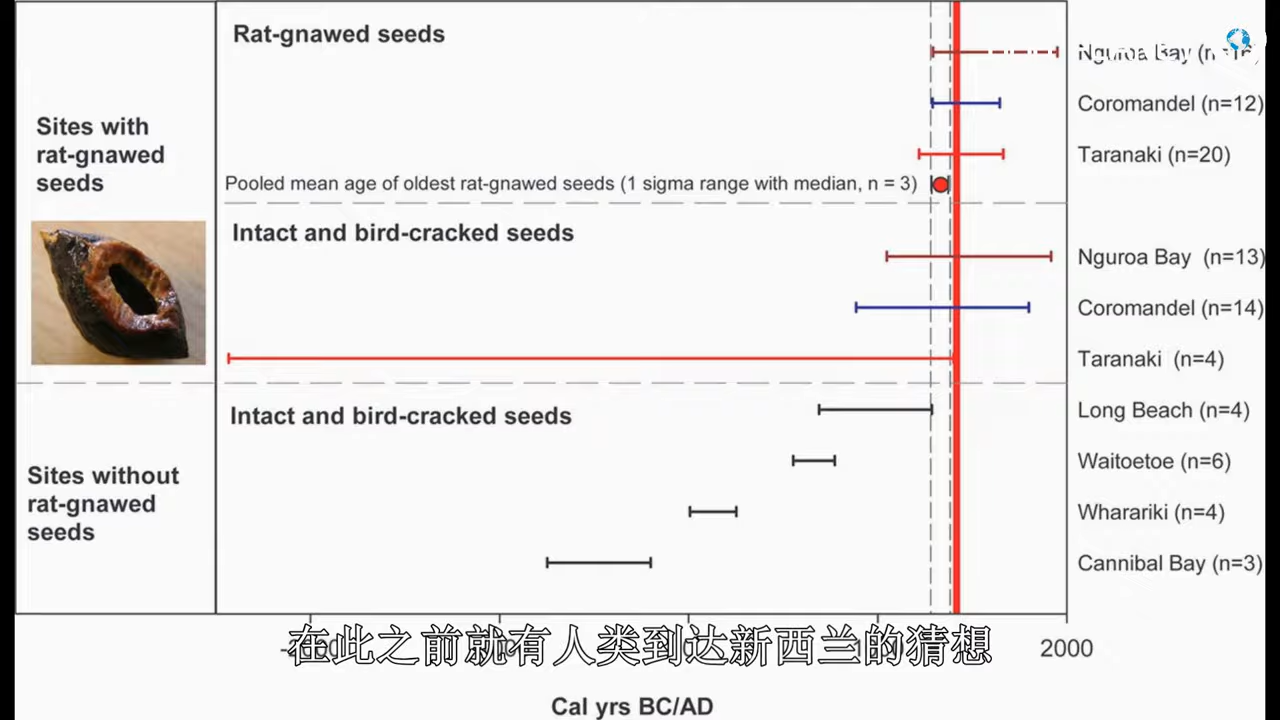 Rat-gnawed seeds
Nguroa Bay
Sites with
rat-gnawed
seeds
Coromandel (n=12)
Taranaki (n=20)
Pooled mean age of oldest rat-gnawed seeds (1 sigma range with median, n = 3)
Intact and bird-cracked seeds
Nguroa Bay (n=13)
Coromandel (n=14)
Taranaki (n=4)
Sites without
rat-gnawed
seeds
Intact and bird-cracked seeds
Long Beach (n=4)
Waitoetoe (n=6)
Wharariki (n=4)
Cannibal Bay (n=3)
2000
在此之前就有人类到达新西兰的猜想
Cal yrs BC/AD